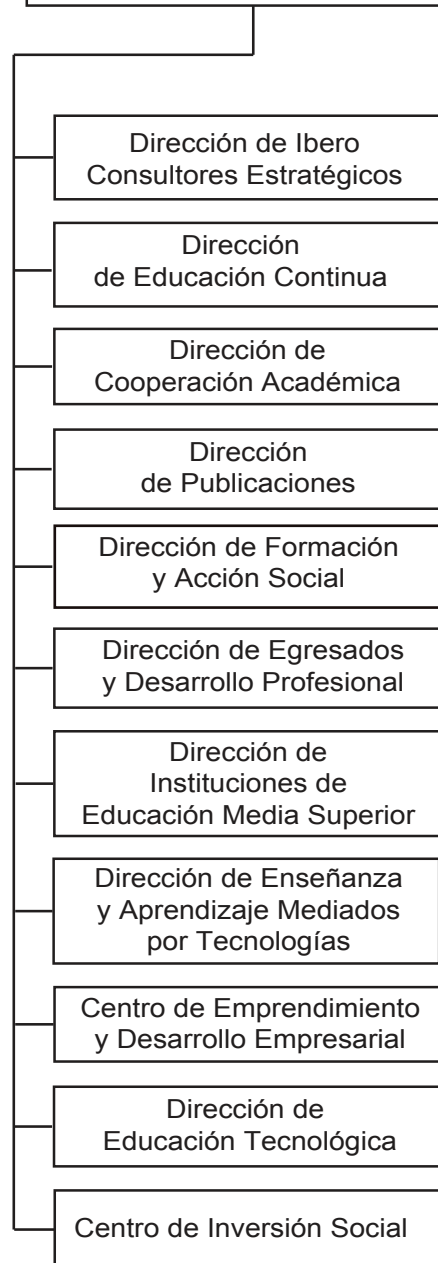 Dirección de Ibero
Consultores Estratégicos
Dirección
de Educación Continua
Dirección de
Cooperación Académica
Dirección
de Publicaciones
Dirección de Formación
y Acción Social
Dirección de Egresados
y Desarrollo Profesional
Dirección de
Instituciones de
Educación Media Superior
Dirección de Enseñanza
y Aprendizaje Mediados
por Tecnologías
Centro de Emprendimiento
y Desarrollo Empresarial
Dirección de
Educación Tecnológica
Centro de Inversión Social